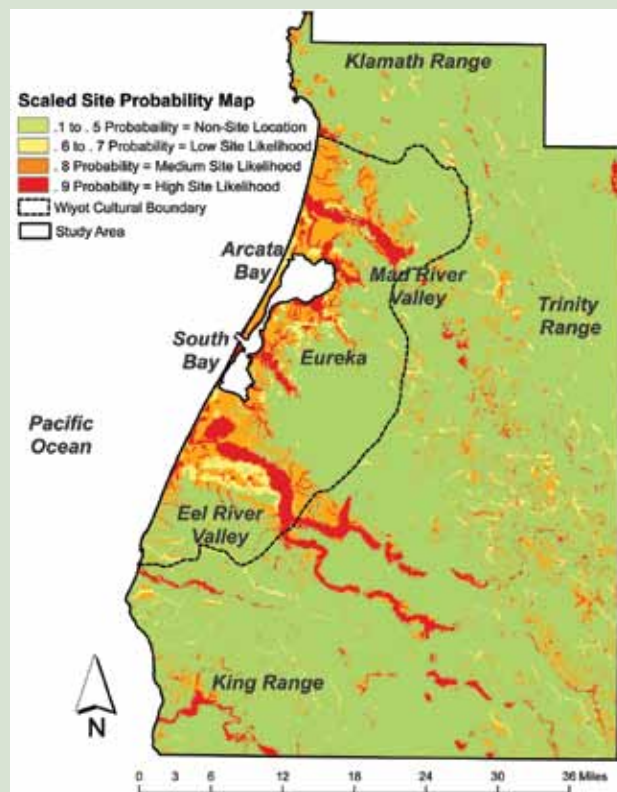 Klamath Range
Scaled Site Probability Map
.1 to . 5 Probabaility = Non-Site Location
. 6 to . 7 Probability = Low Site Likelihood
. 8 Probability = Medium Site Likelihood
. 9 Probability = High Site Likelihood
Wiyot Cultural Boundary
Study Area
Arcata
Bay
Mad River
Valley
Trinity
Range
South
Bay
Eureka
Pacific
Ocean
Eel River
Valley
King Range
N
0 3 6 12 18 24 30 36 Miles